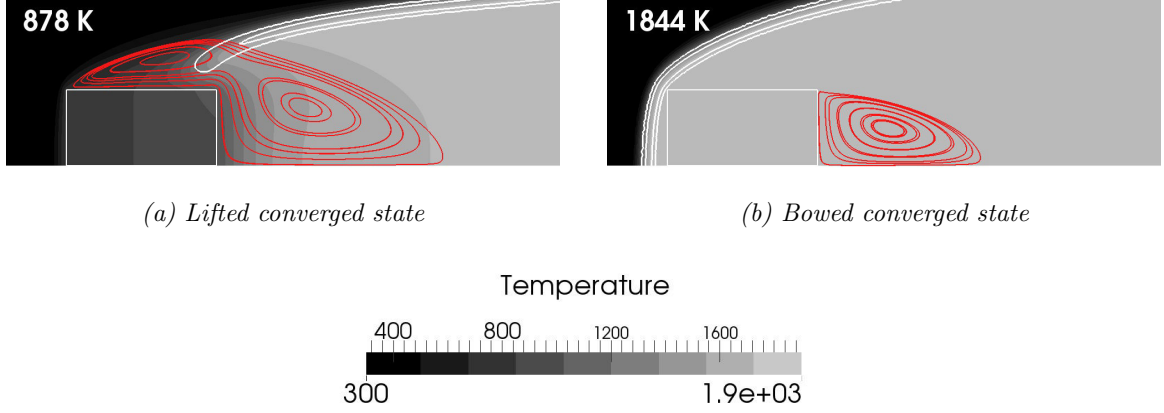 878 K
1844 K
(a) Lifted converged state
(b) Bowed converged state
Temperature
400 800 1200 1600
300 1.9e+03